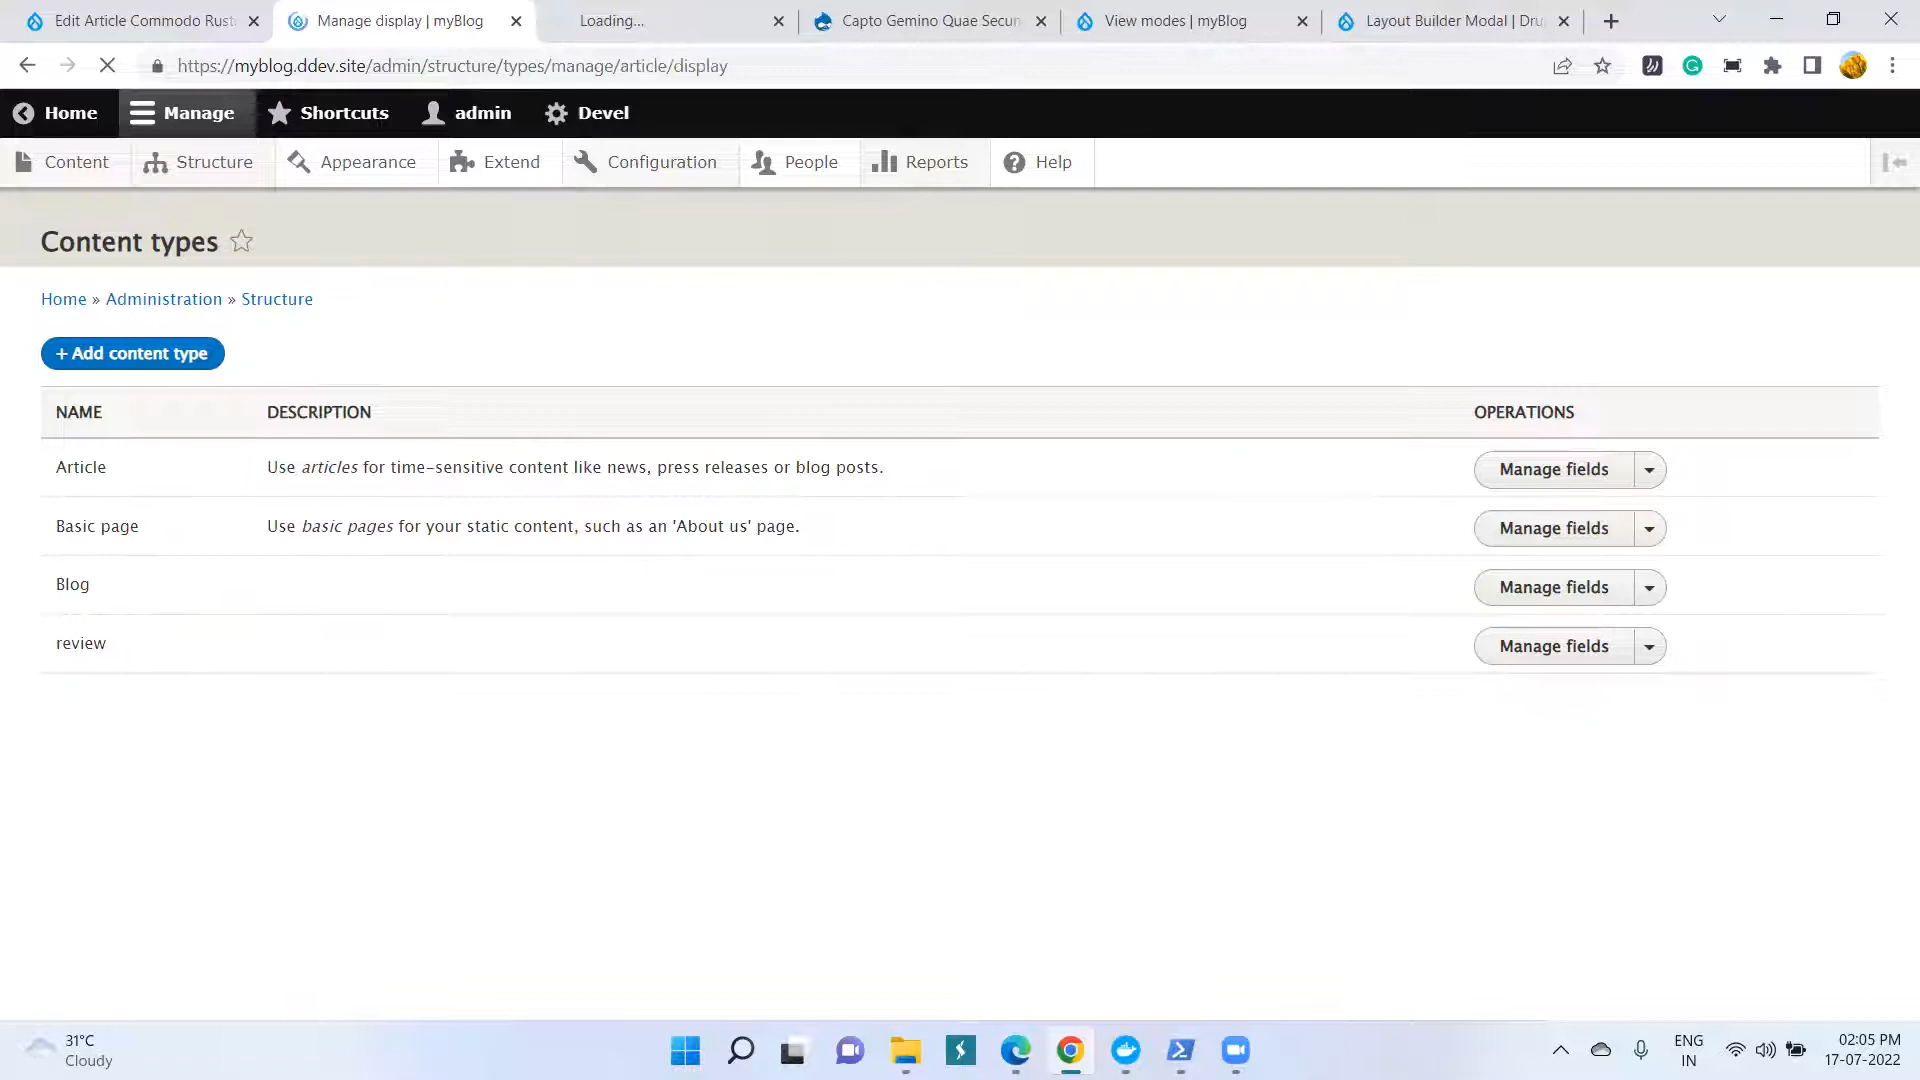 Edit Article Commodo Rust
Manage display | myBlog
Loading...
Capto Gemino Quae Secun
View modes | myBlog
Layout Builder Modal | Dru
https://myblog.ddev.site/admin/structure/types/manage/article/display
Home
Manage
Shortcuts
admin
Devel
Content
Structure
Appearance
Extend
Configuration
People
Reports
Help
Content types
Home » Administration » Structure
+ Add content type
NAME DESCRIPTION OPERATIONS
Article Use articles for time-sensitive content like news, press releases or blog posts. Manage fields
Basic page Use basic pages for your static content, such as an 'About us' page. Manage fields
Blog Manage fields
review Manage fields
31°C
Cloudy
ENG
IN
02:05 PM
17-07-2022